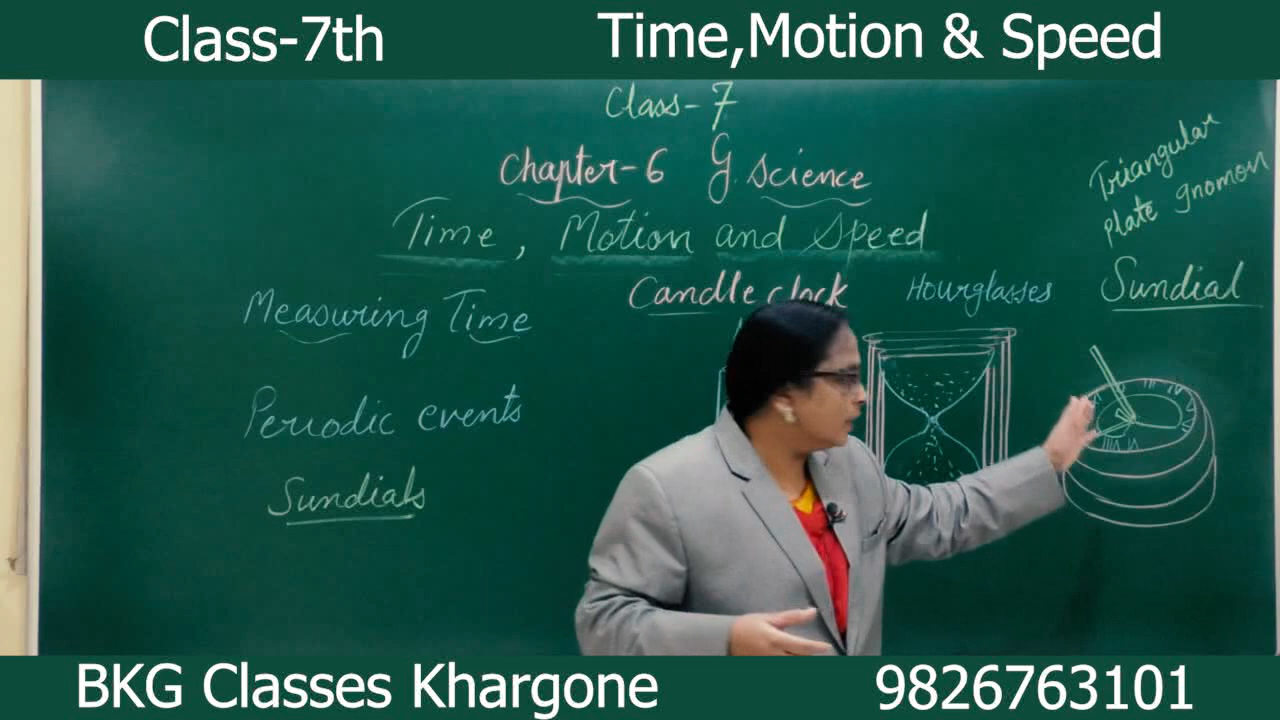 Class-7th
Time,Motion & Speed
Class-7
Chapter-6 G. science
Time, Motion and Speed
Triangular
plate gnomon
Measuring Time
Candle clock
Hourglasses
Sundial
Periodic events
Sundials
BKG Classes Khargone
9826763101